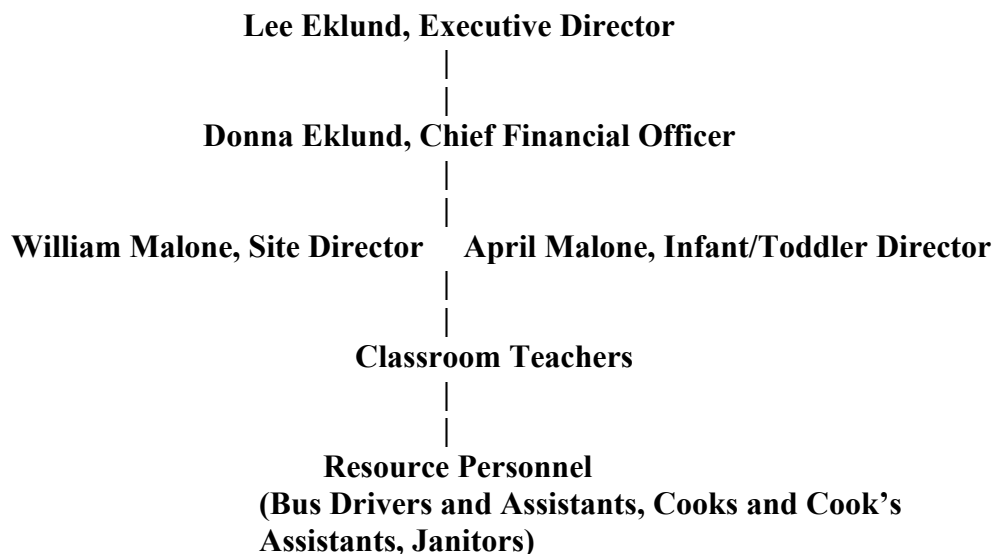 Lee Eklund, Executive Director
Donna Eklund, Chief Financial Officer
William Malone, Site Director April Malone, Infant/Toddler Director
Classroom Teachers
Resource Personnel
(Bus Drivers and Assistants, Cooks and Cook’s
Assistants, Janitors)